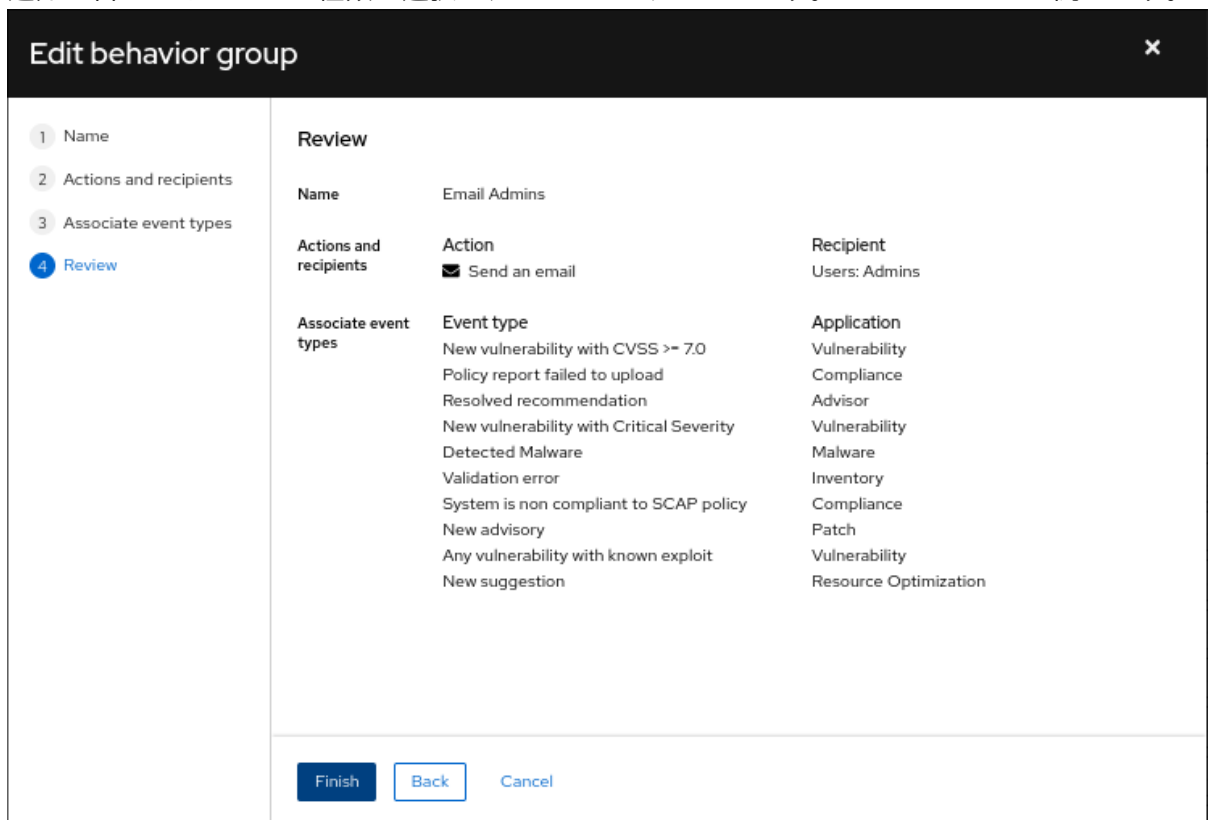 Edit behavior group
1 Name
2 Actions and recipients
3 Associate event types
4 Review
Review
Name Email Admins
Actions and recipients
Action Recipient
Send an email Users: Admins
Associate event types
Event type Application
New vulnerability with CVSS >= 7.0 Vulnerability
Policy report failed to upload Compliance
Resolved recommendation Advisor
New vulnerability with Critical Severity Vulnerability
Detected Malware Malware
Validation error Inventory
System is non compliant to SCAP policy Compliance
New advisory Patch
Any vulnerability with known exploit Vulnerability
New suggestion Resource Optimization
Finish Back Cancel